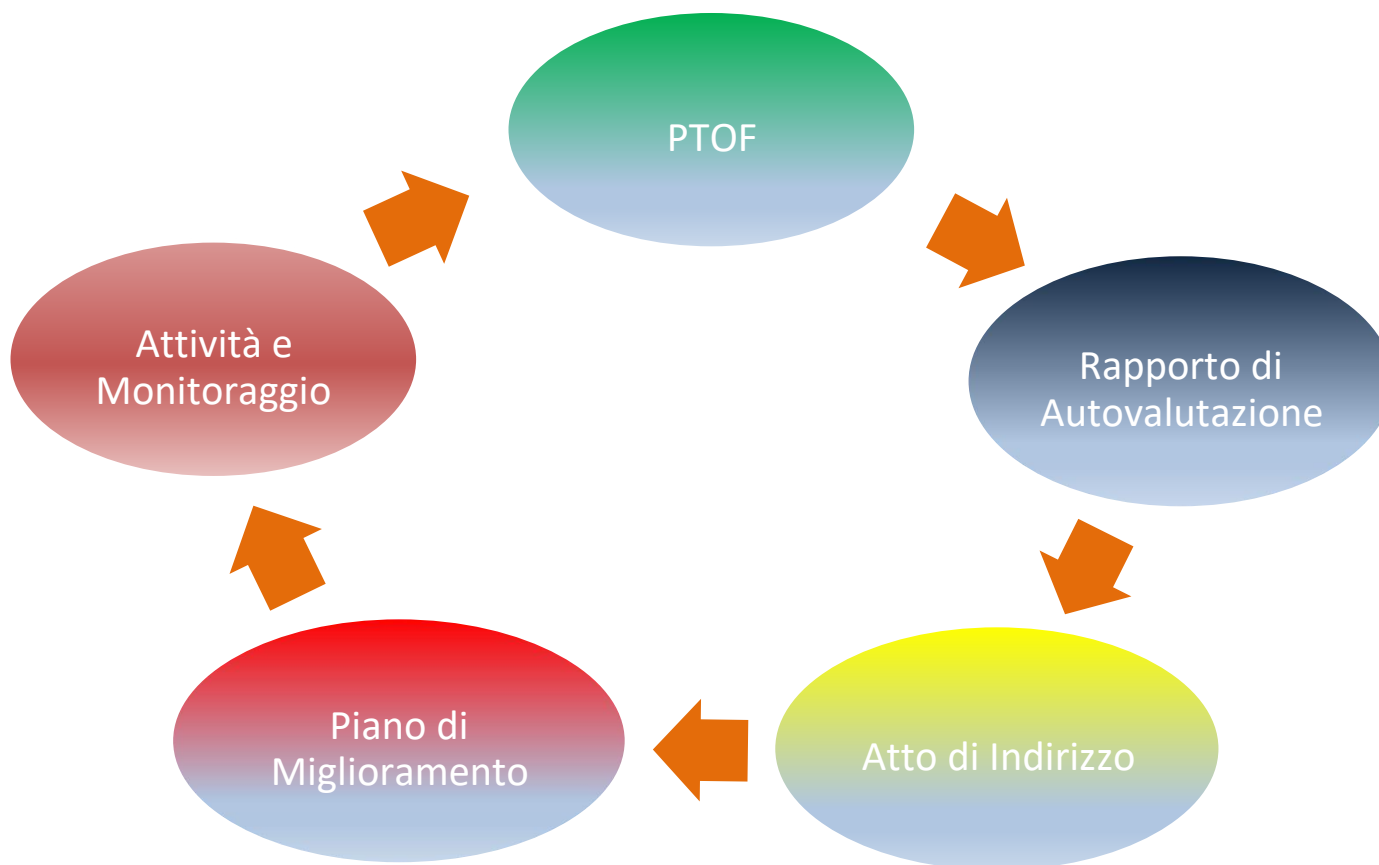 PTOF
Rapporto di
Autovalutazione
Atto di Indirizzo
Piano di
Miglioramento
Attività e
Monitoraggio